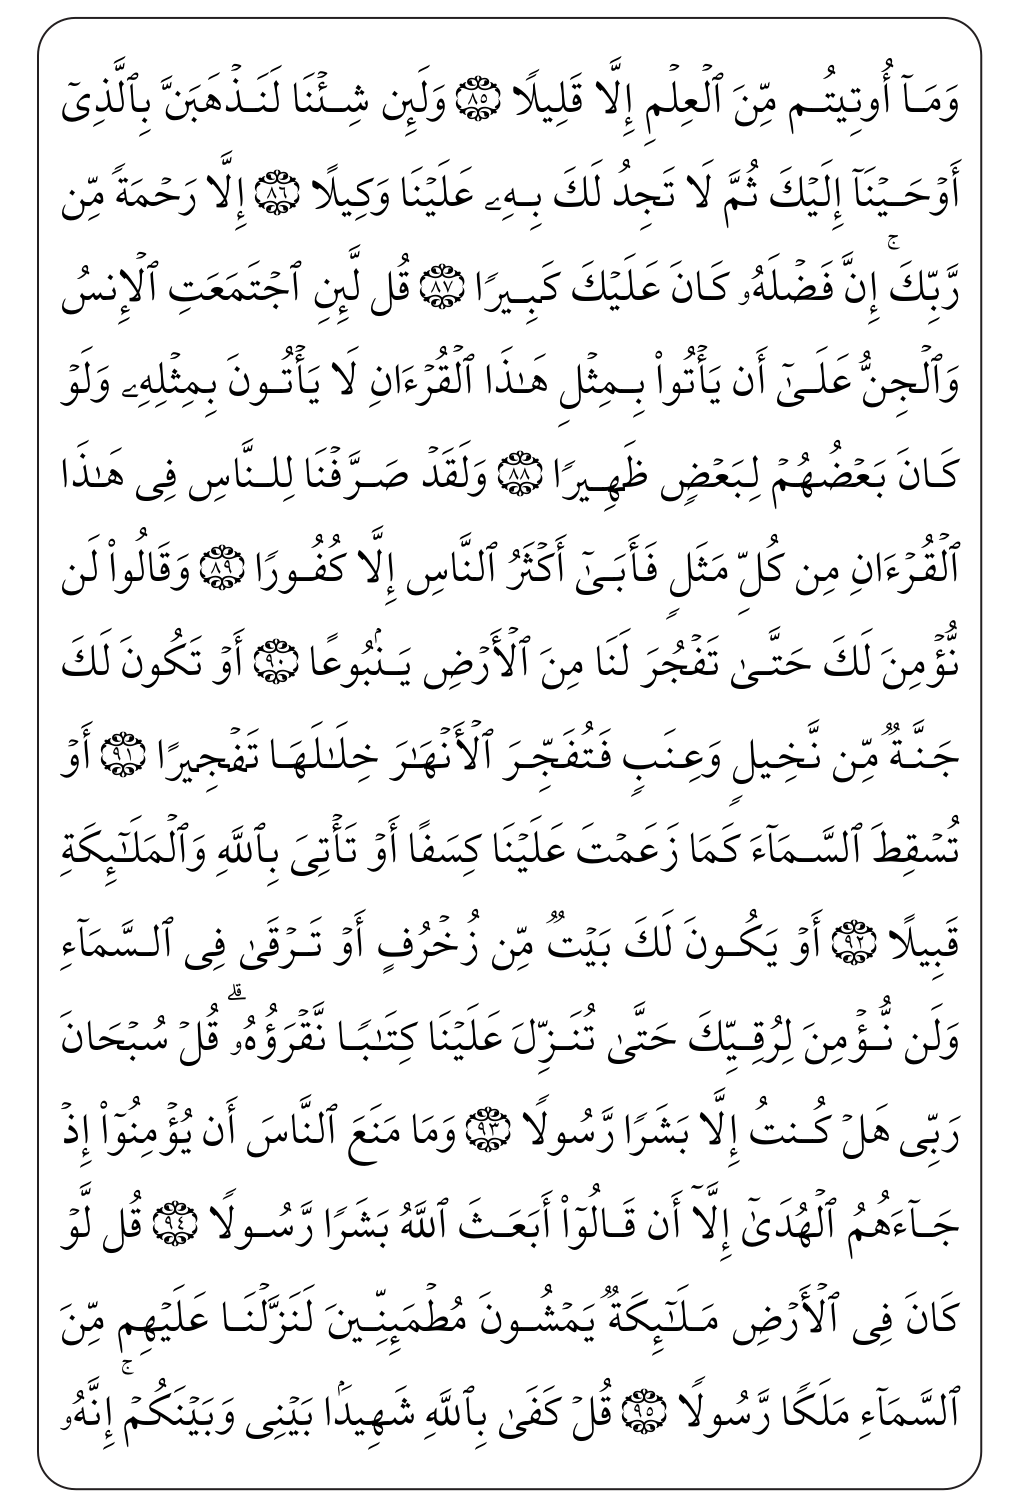 وَمَآ أُوتِيتُم مِّنَ ٱلْعِلْمِ إِلَّا قَلِيلًا ٨٥ وَلَئِن شِئْنَا لَنَذْهَبَنَّ بِٱلَّذِىٓ
أَوْحَيْنَآ إِلَيْكَ ثُمَّ لَا تَجِدُ لَكَ بِهِۦ عَلَيْنَا وَكِيلًا ٨٦ إِلَّا رَحْمَةً مِّن
رَّبِّكَ ۚ إِنَّ فَضْلَهُۥ كَانَ عَلَيْكَ كَبِيرًا ٨٧ قُل لَّئِنِ ٱجْتَمَعَتِ ٱلْإِنسُ
وَٱلْجِنُّ عَلَىٰٓ أَن يَأْتُوا۟ بِمِثْلِ هَـٰذَا ٱلْقُرْءَانِ لَا يَأْتُونَ بِمِثْلِهِۦ وَلَوْ
كَانَ بَعْضُهُمْ لِبَعْضٍ ظَهِيرًا ٨٨ وَلَقَدْ صَرَّفْنَا لِلنَّاسِ فِى هَـٰذَا
ٱلْقُرْءَانِ مِن كُلِّ مَثَلٍ فَأَبَىٰٓ أَكْثَرُ ٱلنَّاسِ إِلَّا كُفُورًا ٨٩ وَقَالُوا۟ لَن
نُّؤْمِنَ لَكَ حَتَّىٰ تَفْجُرَ لَنَا مِنَ ٱلْأَرْضِ يَنۢبُوعًا ٩٠ أَوْ تَكُونَ لَكَ
جَنَّةٌ مِّن نَّخِيلٍ وَعِنَبٍ فَتُفَجِّرَ ٱلْأَنْهَـٰرَ خِلَـٰلَهَا تَفْجِيرًا ٩١ أَوْ
تُسْقِطَ ٱلسَّمَآءَ كَمَا زَعَمْتَ عَلَيْنَا كِسَفًا أَوْ تَأْتِىَ بِٱللَّهِ وَٱلْمَلَـٰٓئِكَةِ
قَبِيلًا ٩٢ أَوْ يَكُونَ لَكَ بَيْتٌ مِّن زُخْرُفٍ أَوْ تَرْقَىٰ فِى ٱلسَّمَآءِ
وَلَن نُّؤْمِنَ لِرُقِيِّكَ حَتَّىٰ تُنَزِّلَ عَلَيْنَا كِتَـٰبًا نَّقْرَؤُهُۥ ۗ قُلْ سُبْحَانَ
رَبِّى هَلْ كُنتُ إِلَّا بَشَرًا رَّسُولًا ٩٣ وَمَا مَنَعَ ٱلنَّاسَ أَن يُؤْمِنُوٓا۟ إِذْ
جَآءَهُمُ ٱلْهُدَىٰٓ إِلَّآ أَن قَالُوٓا۟ أَبَعَثَ ٱللَّهُ بَشَرًا رَّسُولًا ٩٤ قُل لَّوْ
كَانَ فِى ٱلْأَرْضِ مَلَـٰٓئِكَةٌ يَمْشُونَ مُطْمَئِنِّينَ لَنَزَّلْنَا عَلَيْهِم مِّنَ
ٱلسَّمَآءِ مَلَكًا رَّسُولًا ٩٥ قُلْ كَفَىٰ بِٱللَّهِ شَهِيدًۢا بَيْنِى وَبَيْنَكُمْ ۚ إِنَّهُۥ